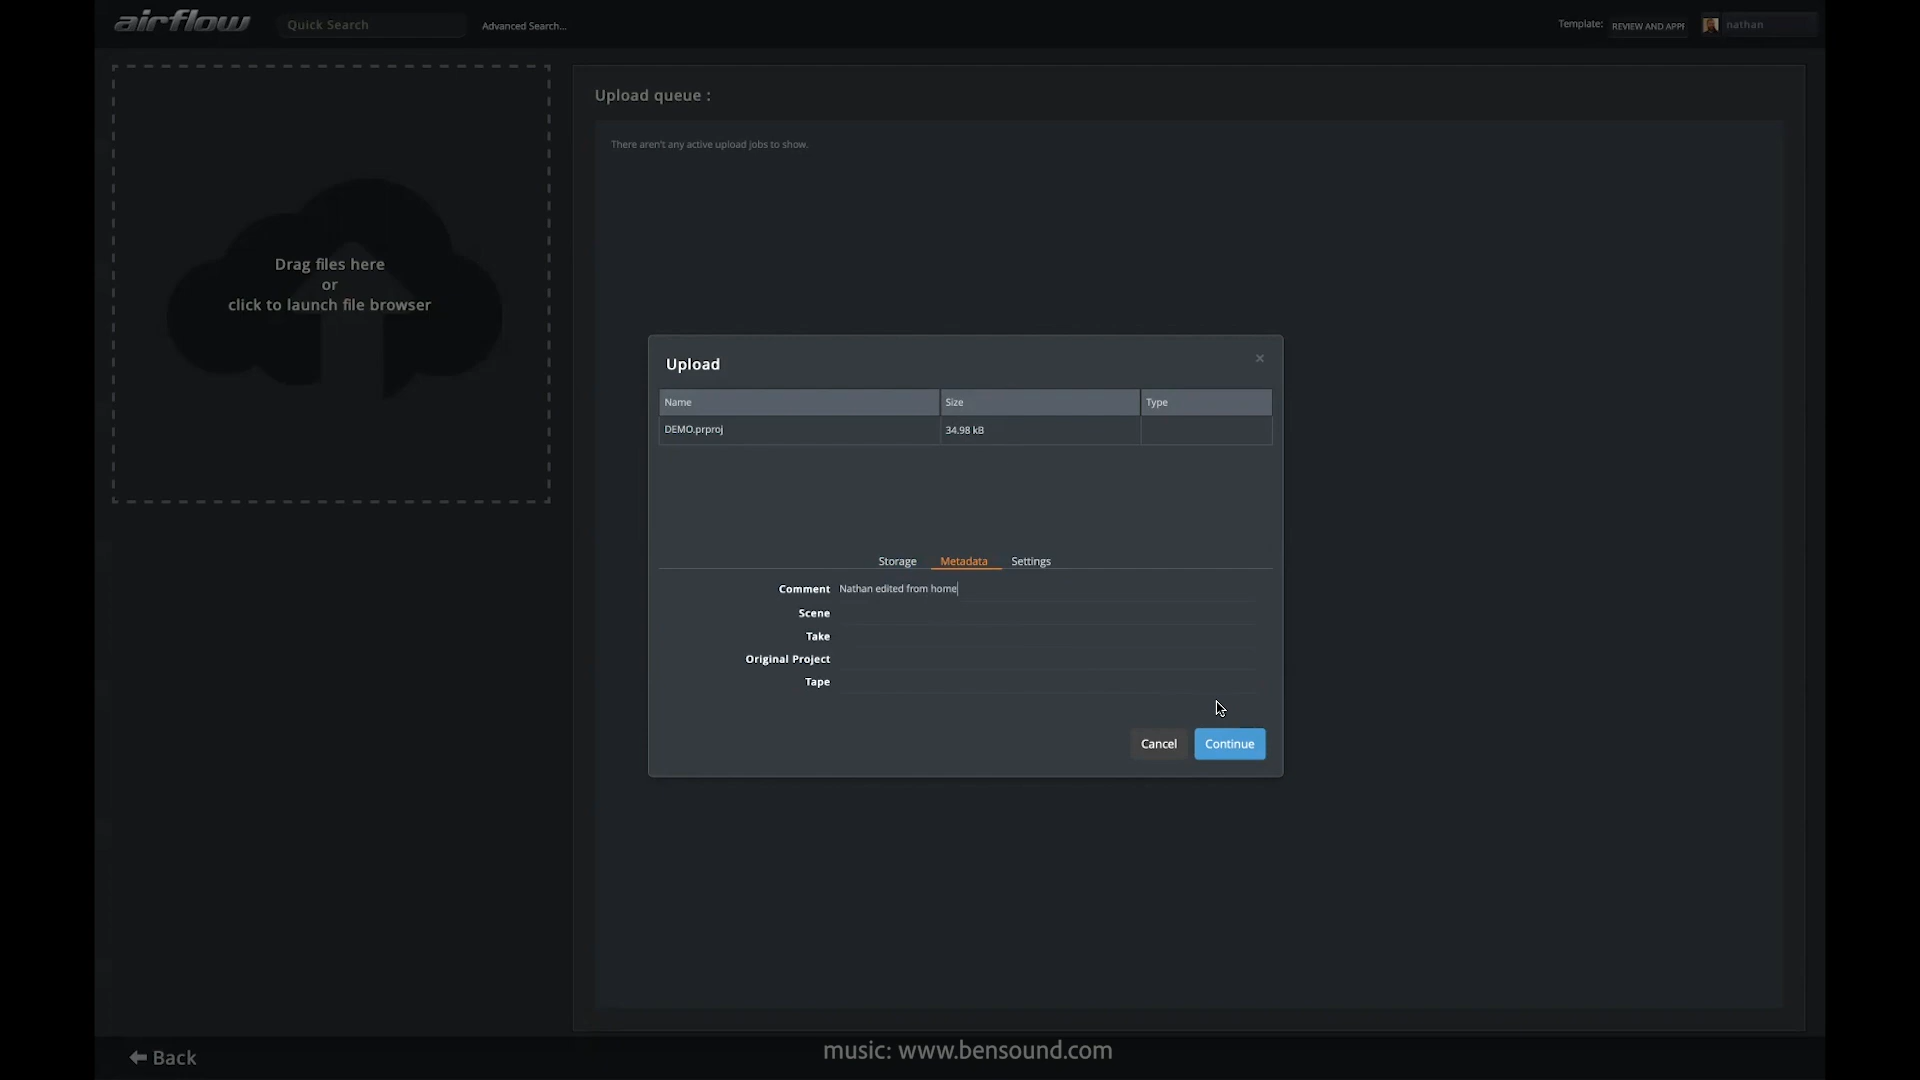 airflow
Quick Search
Advanced Search...
Template:
REVIEW AND APPI
nathan
Drag files here
or
click to launch file browser
Upload queue :
There aren't any active upload jobs to show.
Upload
×
Name Size Type
DEMO.prproj 34.98 kB
Storage Metadata Settings
Comment Nathan edited from home
Scene
Take
Original Project
Tape
Cancel Continue
Back
music: www.bensound.com